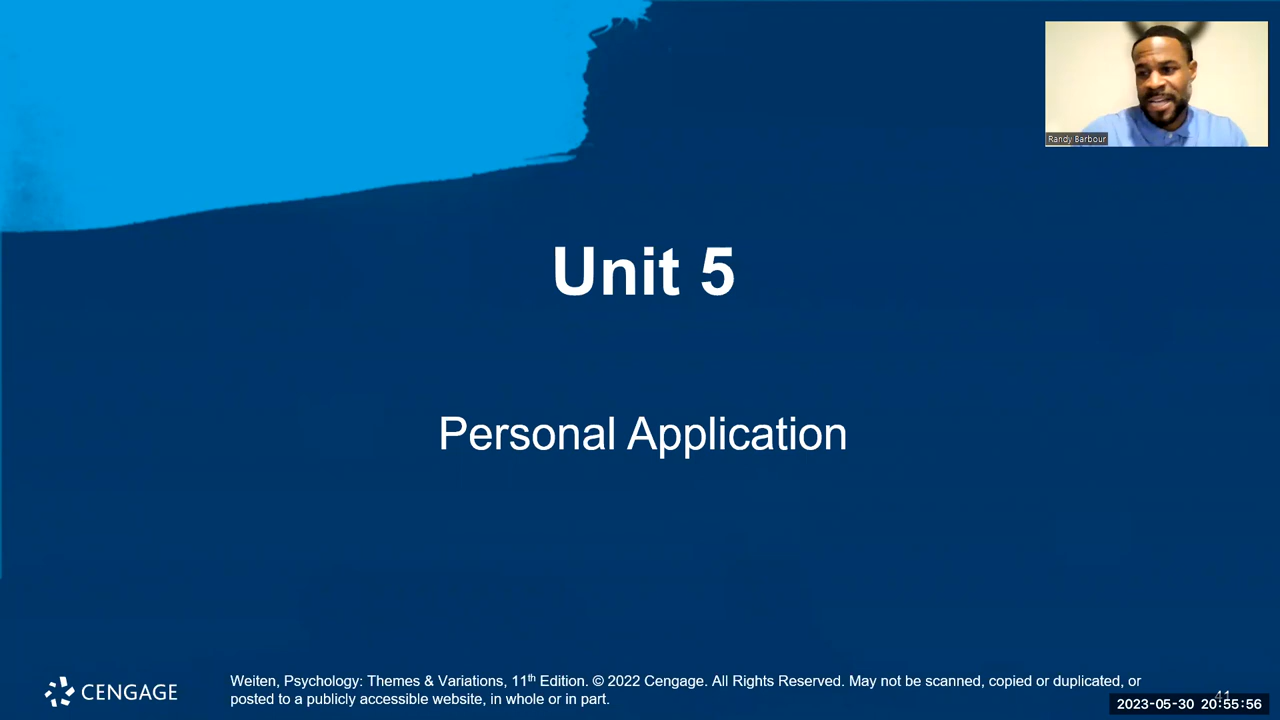 Randy Barbour
Unit 5
Personal Application
CENGAGE
Weiten, Psychology: Themes & Variations, 11th Edition. © 2022 Cengage. All Rights Reserved. May not be scanned, copied or duplicated, or
posted to a publicly accessible website, in whole or in part.
41
2023-05-30 20:55:56